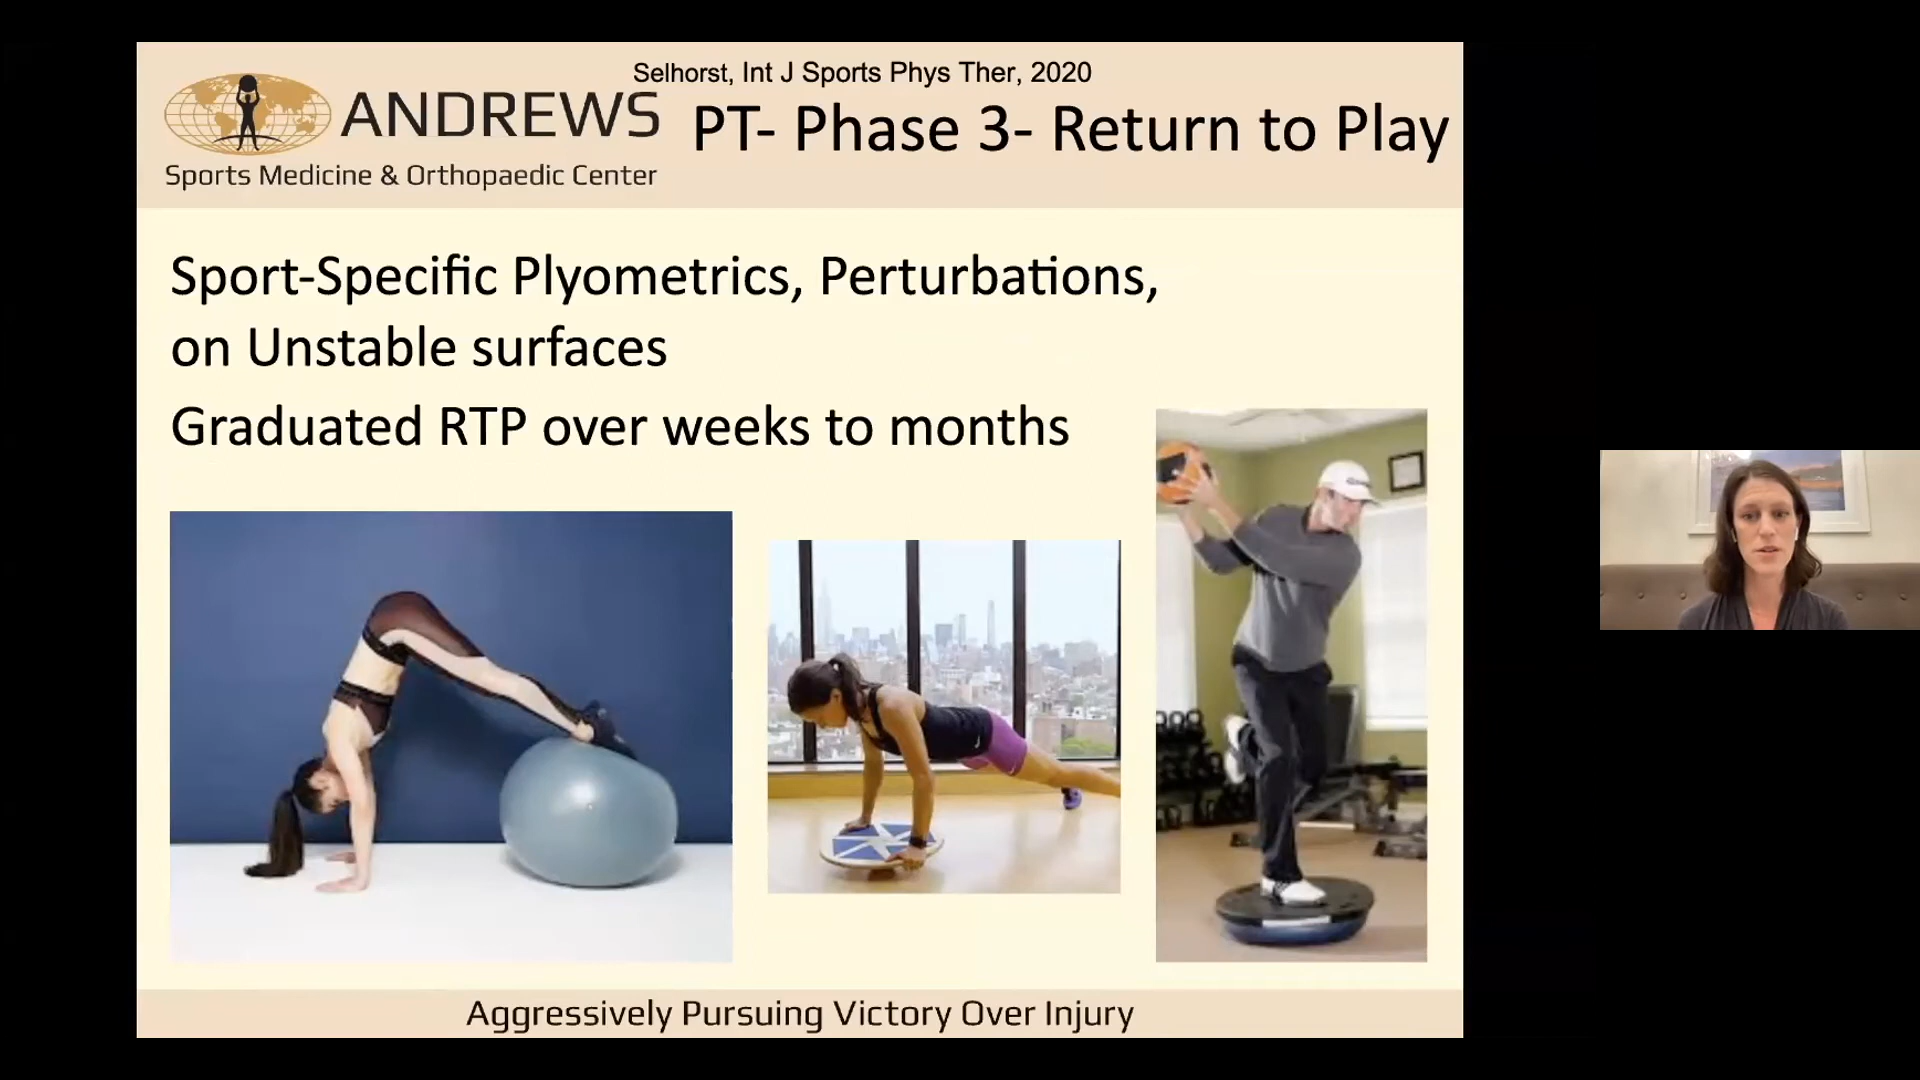 Selhorst, Int J Sports Phys Ther, 2020
ANDREWS
Sports Medicine & Orthopaedic Center
PT- Phase 3- Return to Play
Sport-Specific Plyometrics, Perturbations,
on Unstable surfaces
Graduated RTP over weeks to months
Aggressively Pursuing Victory Over Injury